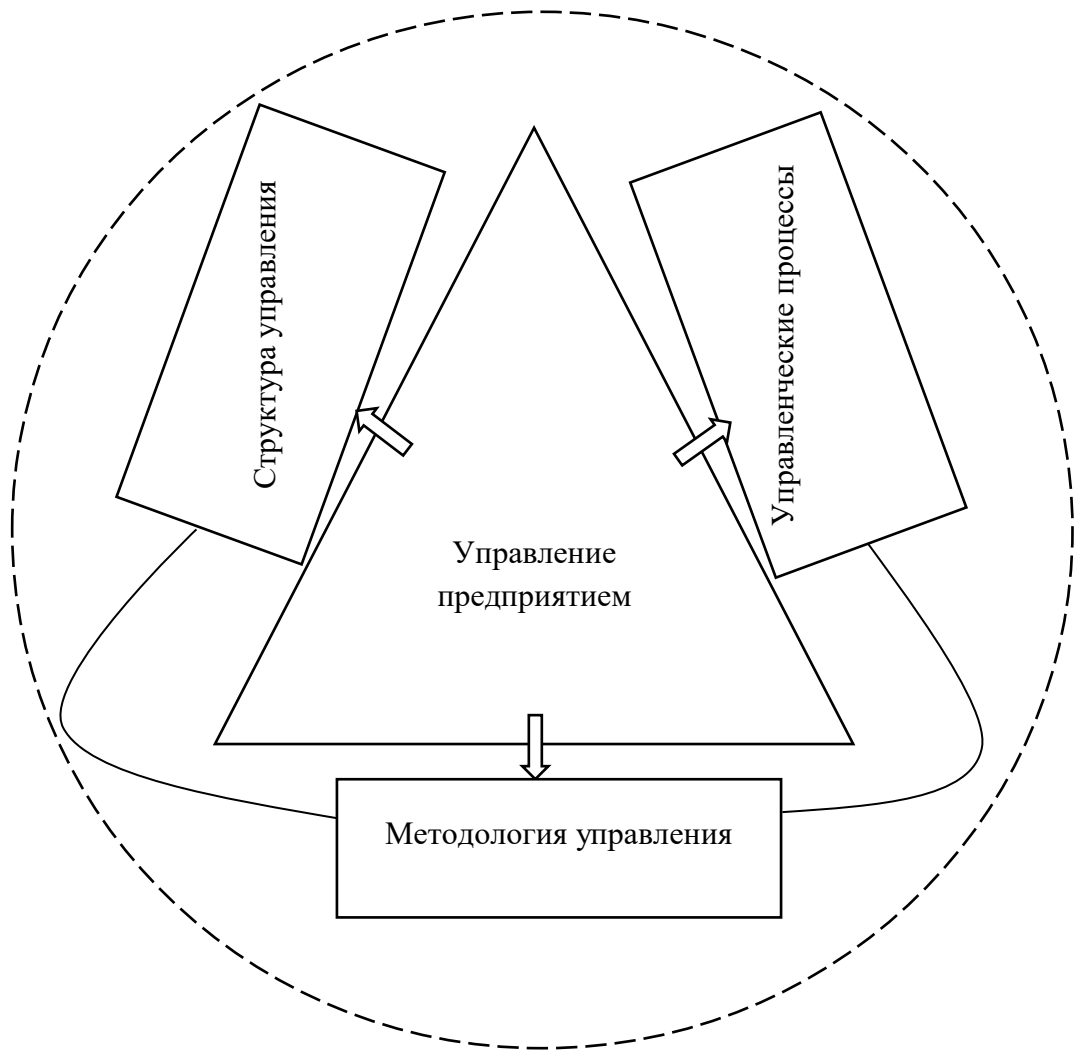 Структура управления
Управленческие процессы
Управление
предприятием
Методология управления